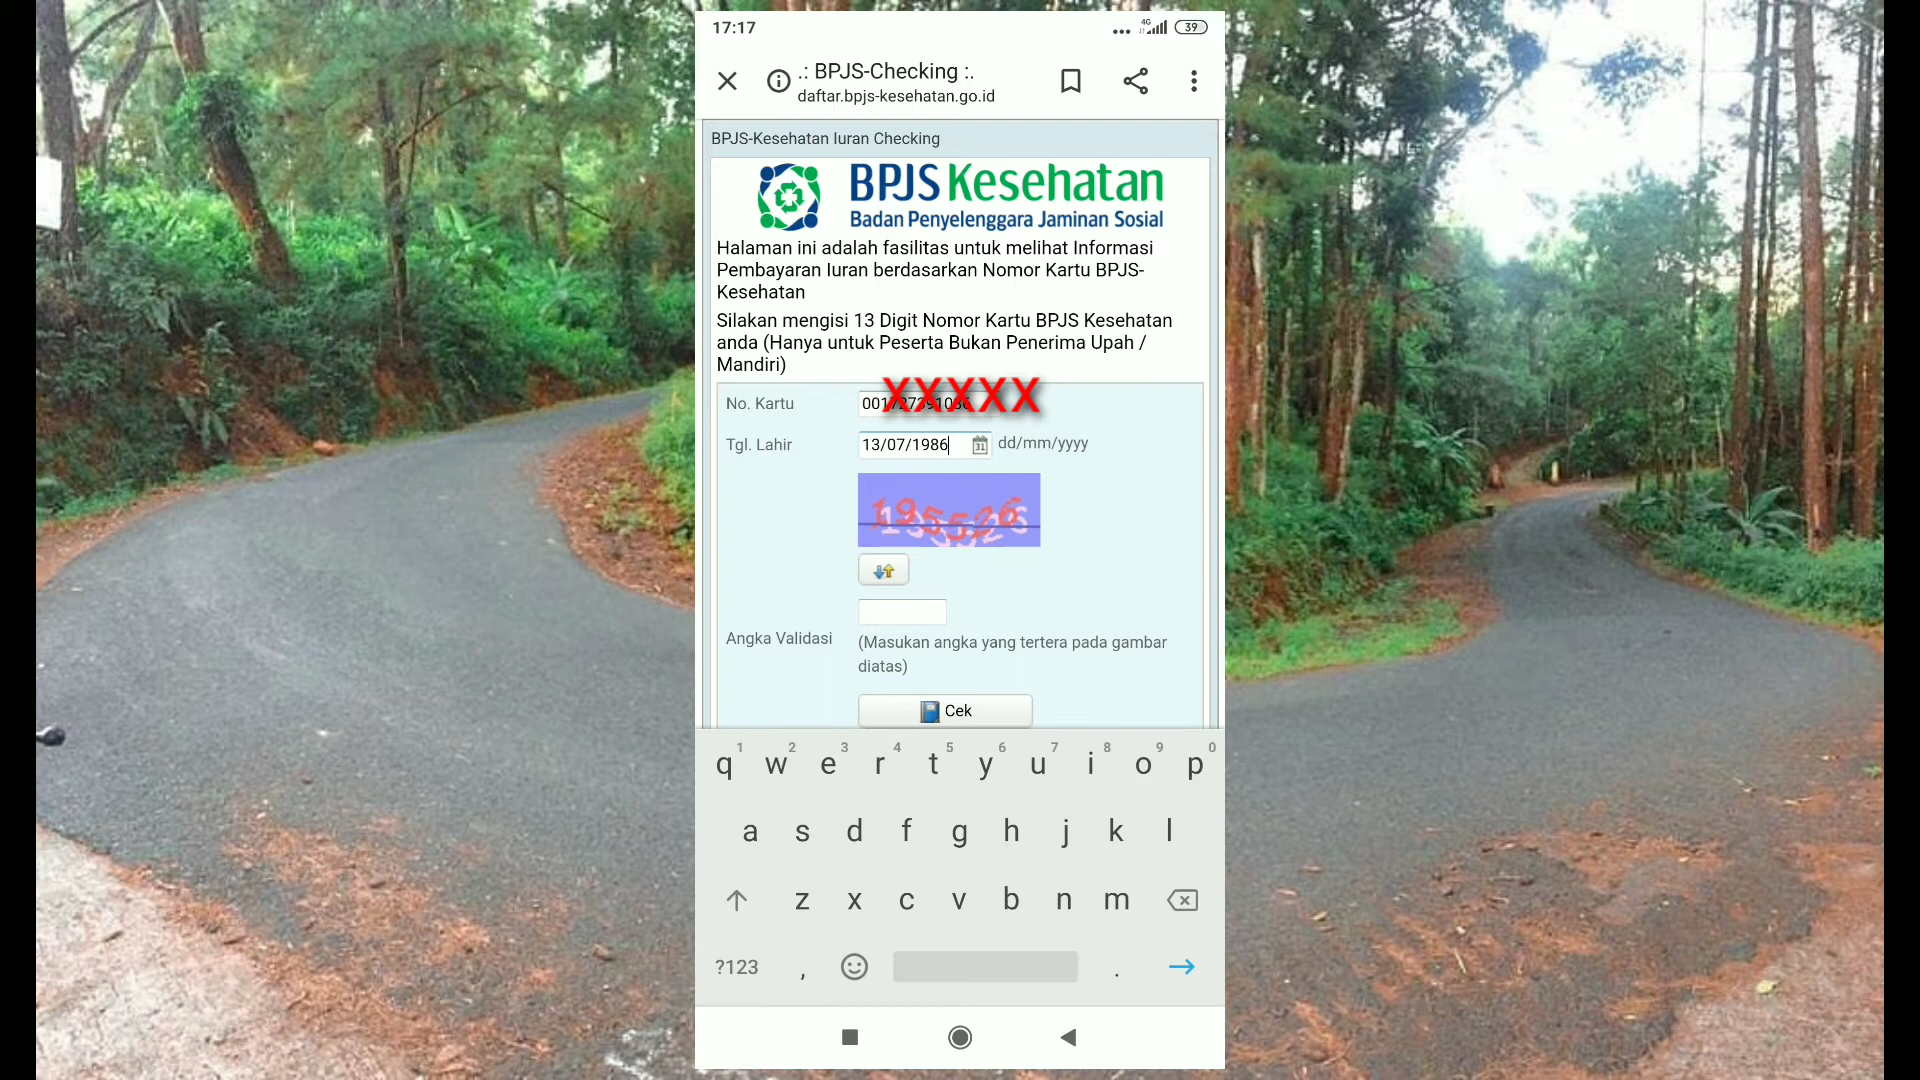 17:17
4G
39
.: BPJS-Checking :.
daftar.bpjs-kesehatan.go.id
BPJS-Kesehatan Iuran Checking
BPJS Kesehatan
Badan Penyelenggara Jaminan Sosial
Halaman ini adalah fasilitas untuk melihat Informasi
Pembayaran Iuran berdasarkan Nomor Kartu BPJS-
Kesehatan
Silakan mengisi 13 Digit Nomor Kartu BPJS Kesehatan
anda (Hanya untuk Peserta Bukan Penerima Upah /
Mandiri)
XXXXX
No. Kartu
Tgl. Lahir 13/07/1986 31 dd/mm/yyyy
195526
Angka Validasi
(Masukan angka yang tertera pada gambar
diatas)
Cek
1 2 3 4 5 6 7 8 9 0
q w e r t y u i o p
a s d f g h j k l
z x c v b n m
?123 , .